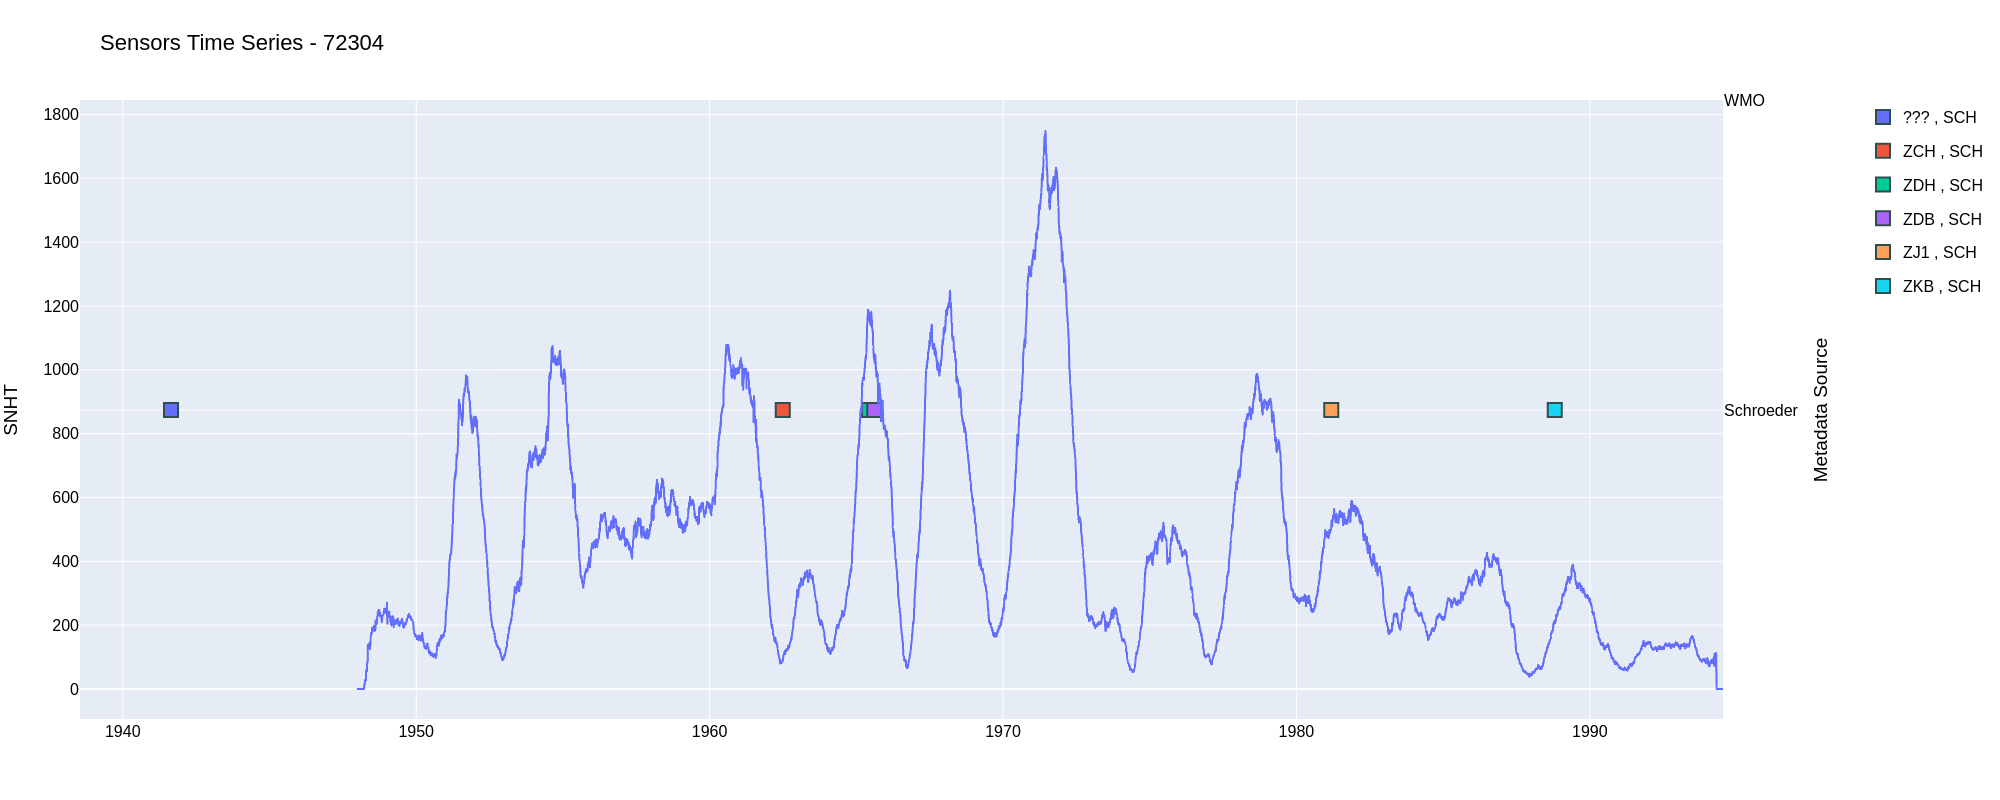 Sensors Time Series - 72304
WMO
1800
1600
1400
1200
1000
800
600
400
200
0
SNHT
Schroeder
Metadata Source
1940
1950
1960
1970
1980
1990
??? , SCH
ZCH , SCH
ZDH , SCH
ZDB , SCH
ZJ1 , SCH
ZKB , SCH